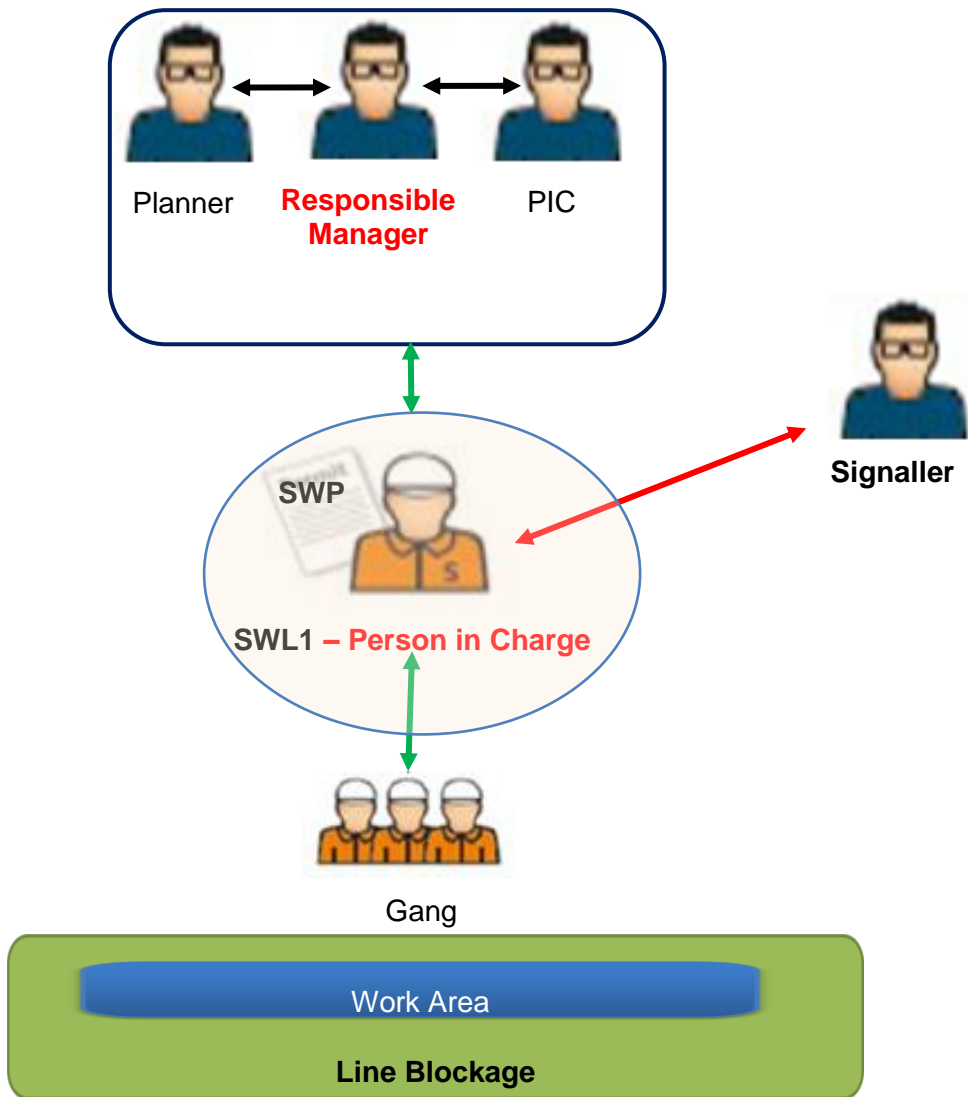 Planner
Responsible
Manager
PIC
Signaller
SWP
S
SWL1 – Person in Charge
Gang
Work Area
Line Blockage